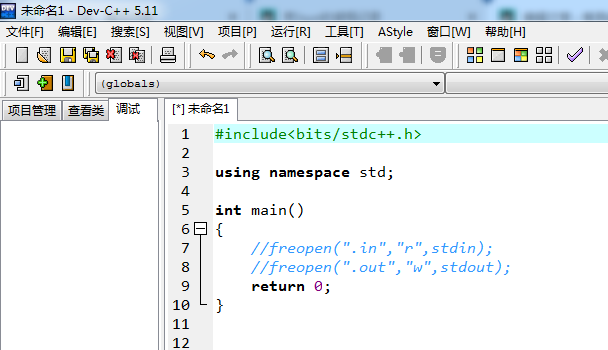 未命名1 - Dev-C++ 5.11
文件[F] 编辑[E] 搜索[S] 视图[V] 项目[P] 运行[R] 工具[T] AStyle 窗口[W] 帮助[H]
(globals)
项目管理 查看类 调试 [*] 未命名1
1 #include<bits/stdc++.h>
2
3 using namespace std;
4
5 int main()
6 {
7 //freopen(".in","r",stdin);
8 //freopen(".out","w",stdout);
9 return 0;
10 }
11
12